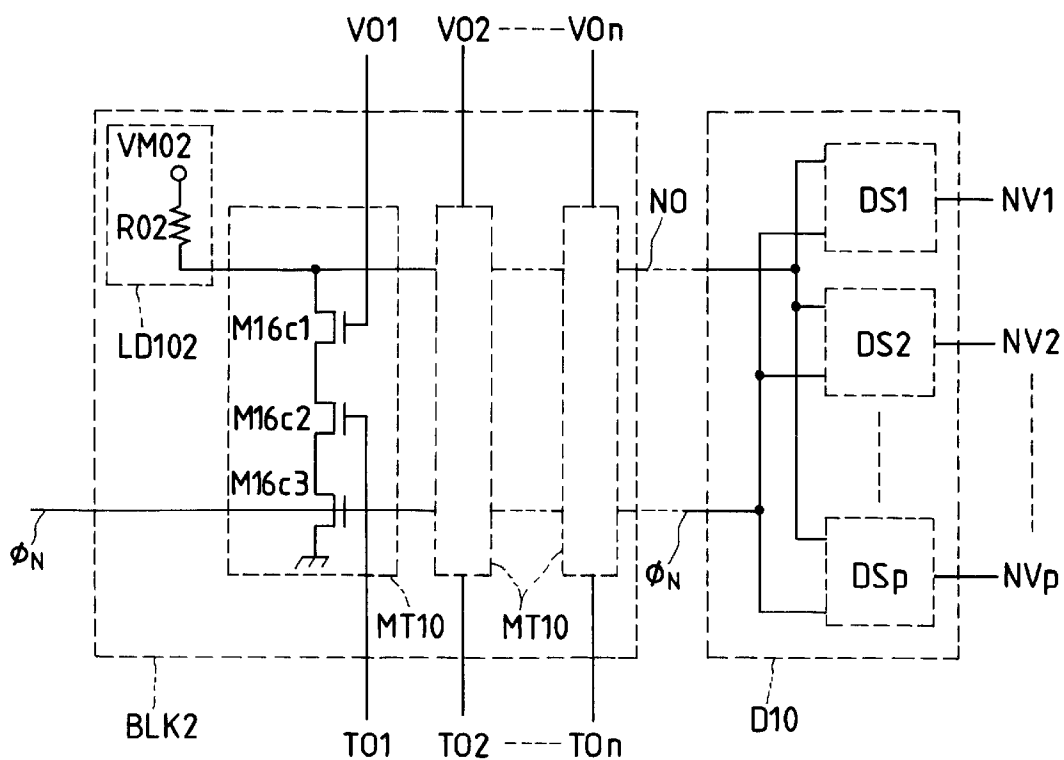 VO1 VO2 VOn
VM02
R02
NO
DS1 NV1
M16c1
LD102
DS2 NV2
M16c2
M16c3
ϕN ϕN
DSp NVp
MT10 MT10
BLK2 D10
TO1 TO2 TOn